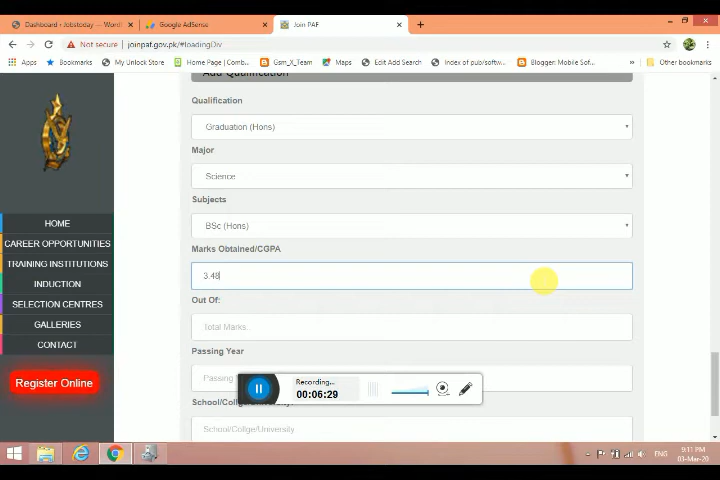 Dashboard ‹ Jobstoday — Word
Google AdSense
Join PAF
Not secure
joinpaf.gov.pk/#loadingDiv
Apps
Bookmarks
My Unlock Store
Home Page | Comb...
Gsm_X_Team
Maps
Edit Add Search
Index of pub/softw...
Blogger: Mobile Sof...
»
Other bookmarks
Add Qualification
Qualification
Graduation (Hons)
Major
Science
Subjects
BSc (Hons)
Marks Obtained/CGPA
3.48
Out Of:
Total Marks.
Passing Year
Passing
School/Collge/University:
School/Collge/University
HOME
CAREER OPPORTUNITIES
TRAINING INSTITUTIONS
INDUCTION
SELECTION CENTRES
GALLERIES
CONTACT
Register Online
Recording...
00:06:29
ENG
9:11 PM
03-Mar-20